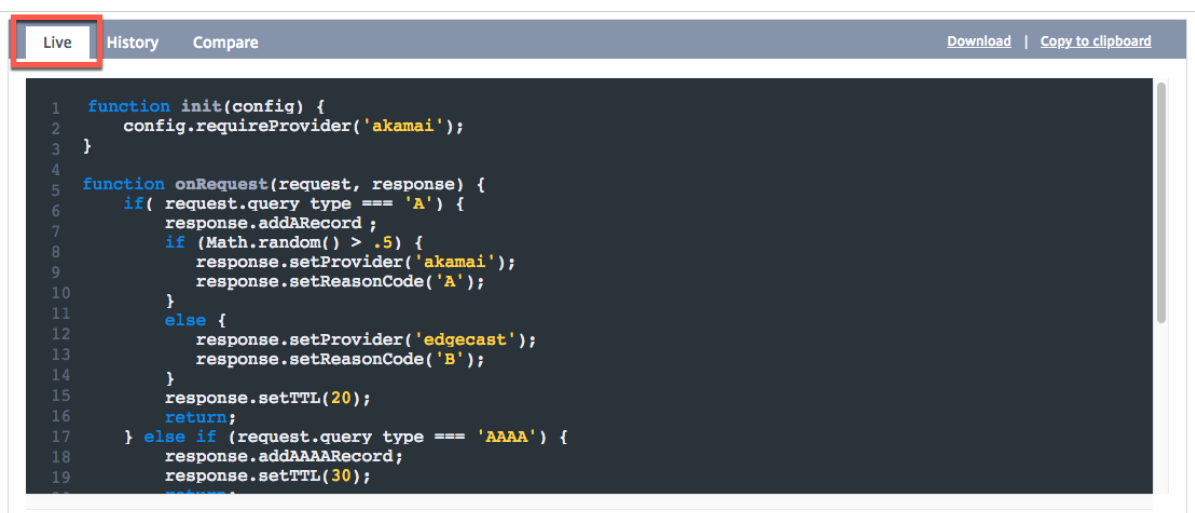 Live History Compare Download | Copy to clipboard
1 function init(config) {
2 config.requireProvider('akamai');
3 }
4
5 function onRequest(request, response) {
6 if( request.query type === 'A') {
7 response.addARecord ;
8 if (Math.random() > .5) {
9 response.setProvider('akamai');
10 response.setReasonCode('A');
11 }
12 else {
13 response.setProvider('edgecast');
14 response.setReasonCode('B');
15 }
16 response.setTTL(20);
17 return;
18 } else if (request.query type === 'AAAA') {
19 response.addAAAARecord;
response.setTTL(30);